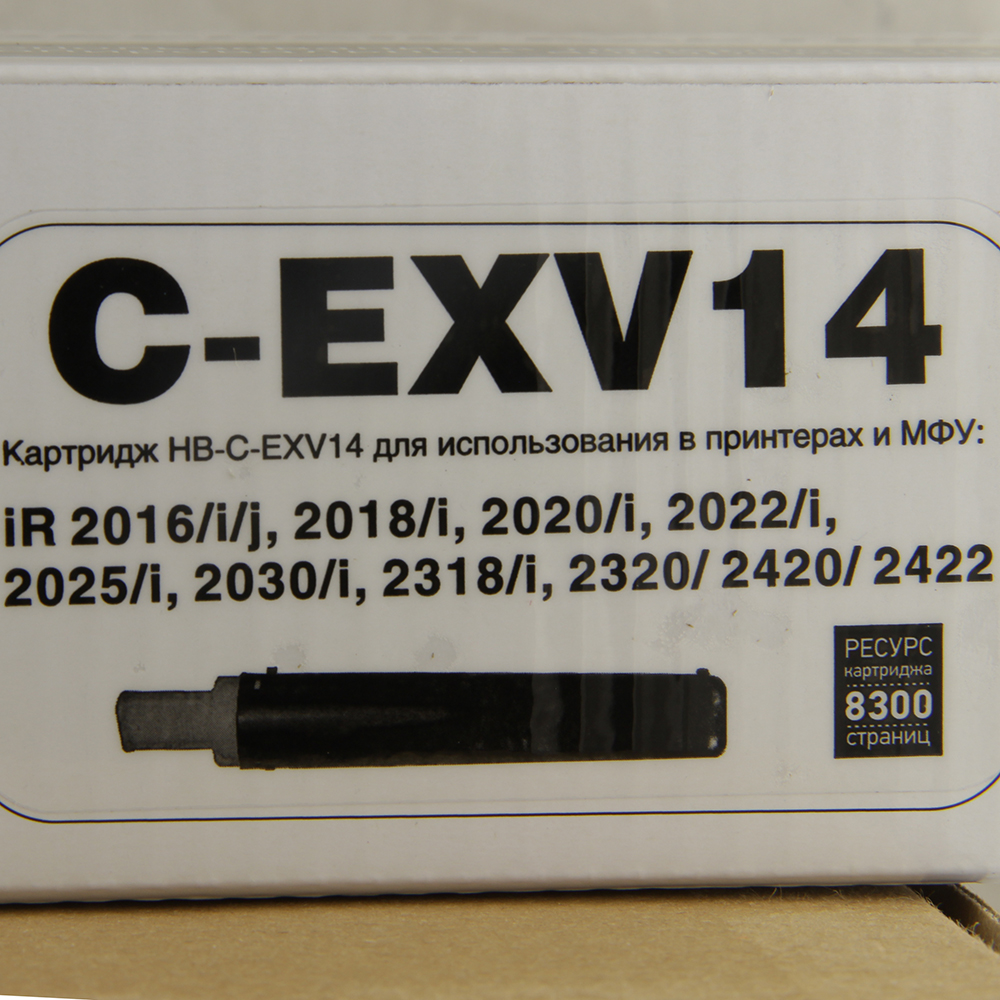 C-EXV14
Картридж HB-C-EXV14 для использования в принтерах и МФУ:
iR 2016/i/j, 2018/i, 2020/i, 2022/i,
2025/i, 2030/i, 2318/i, 2320/ 2420/ 2422
РЕСУРС
картриджа
8300
страниц